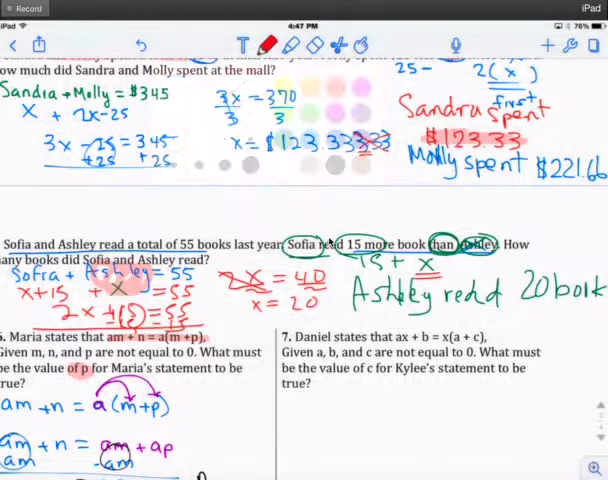 Record
iPad
iPad
4:47 PM
76%
T
how much did Sandra and Molly spent at the mall?
25 -
2(x)
Sandra + Molly = $345
x + 2x-25
3x - 25 = 345
+25 +25
3x = 370
3 3
x = $123.33333
first
Sandra spent
$123.33
Molly spent $221.66
Sofia and Ashley read a total of 55 books last year. Sofia read 15 more book than Ashley. How
many books did Sofia and Ashley read?
15 + x
Sofia + Ashley = 55
x+15 + x = 55
2x + 15 = 55
2x = 40
x = 20
Ashley read 20 book
6. Maria states that am + n = a(m+p),
Given m, n, and p are not equal to 0. What must
be the value of p for Maria's statement to be
true?
am + n = a(m+p)
am + n = am + ap
am -am
7. Daniel states that ax + b = x(a + c),
Given a, b, and c are not equal to 0. What must
be the value of c for Kylee's statement to be
true?